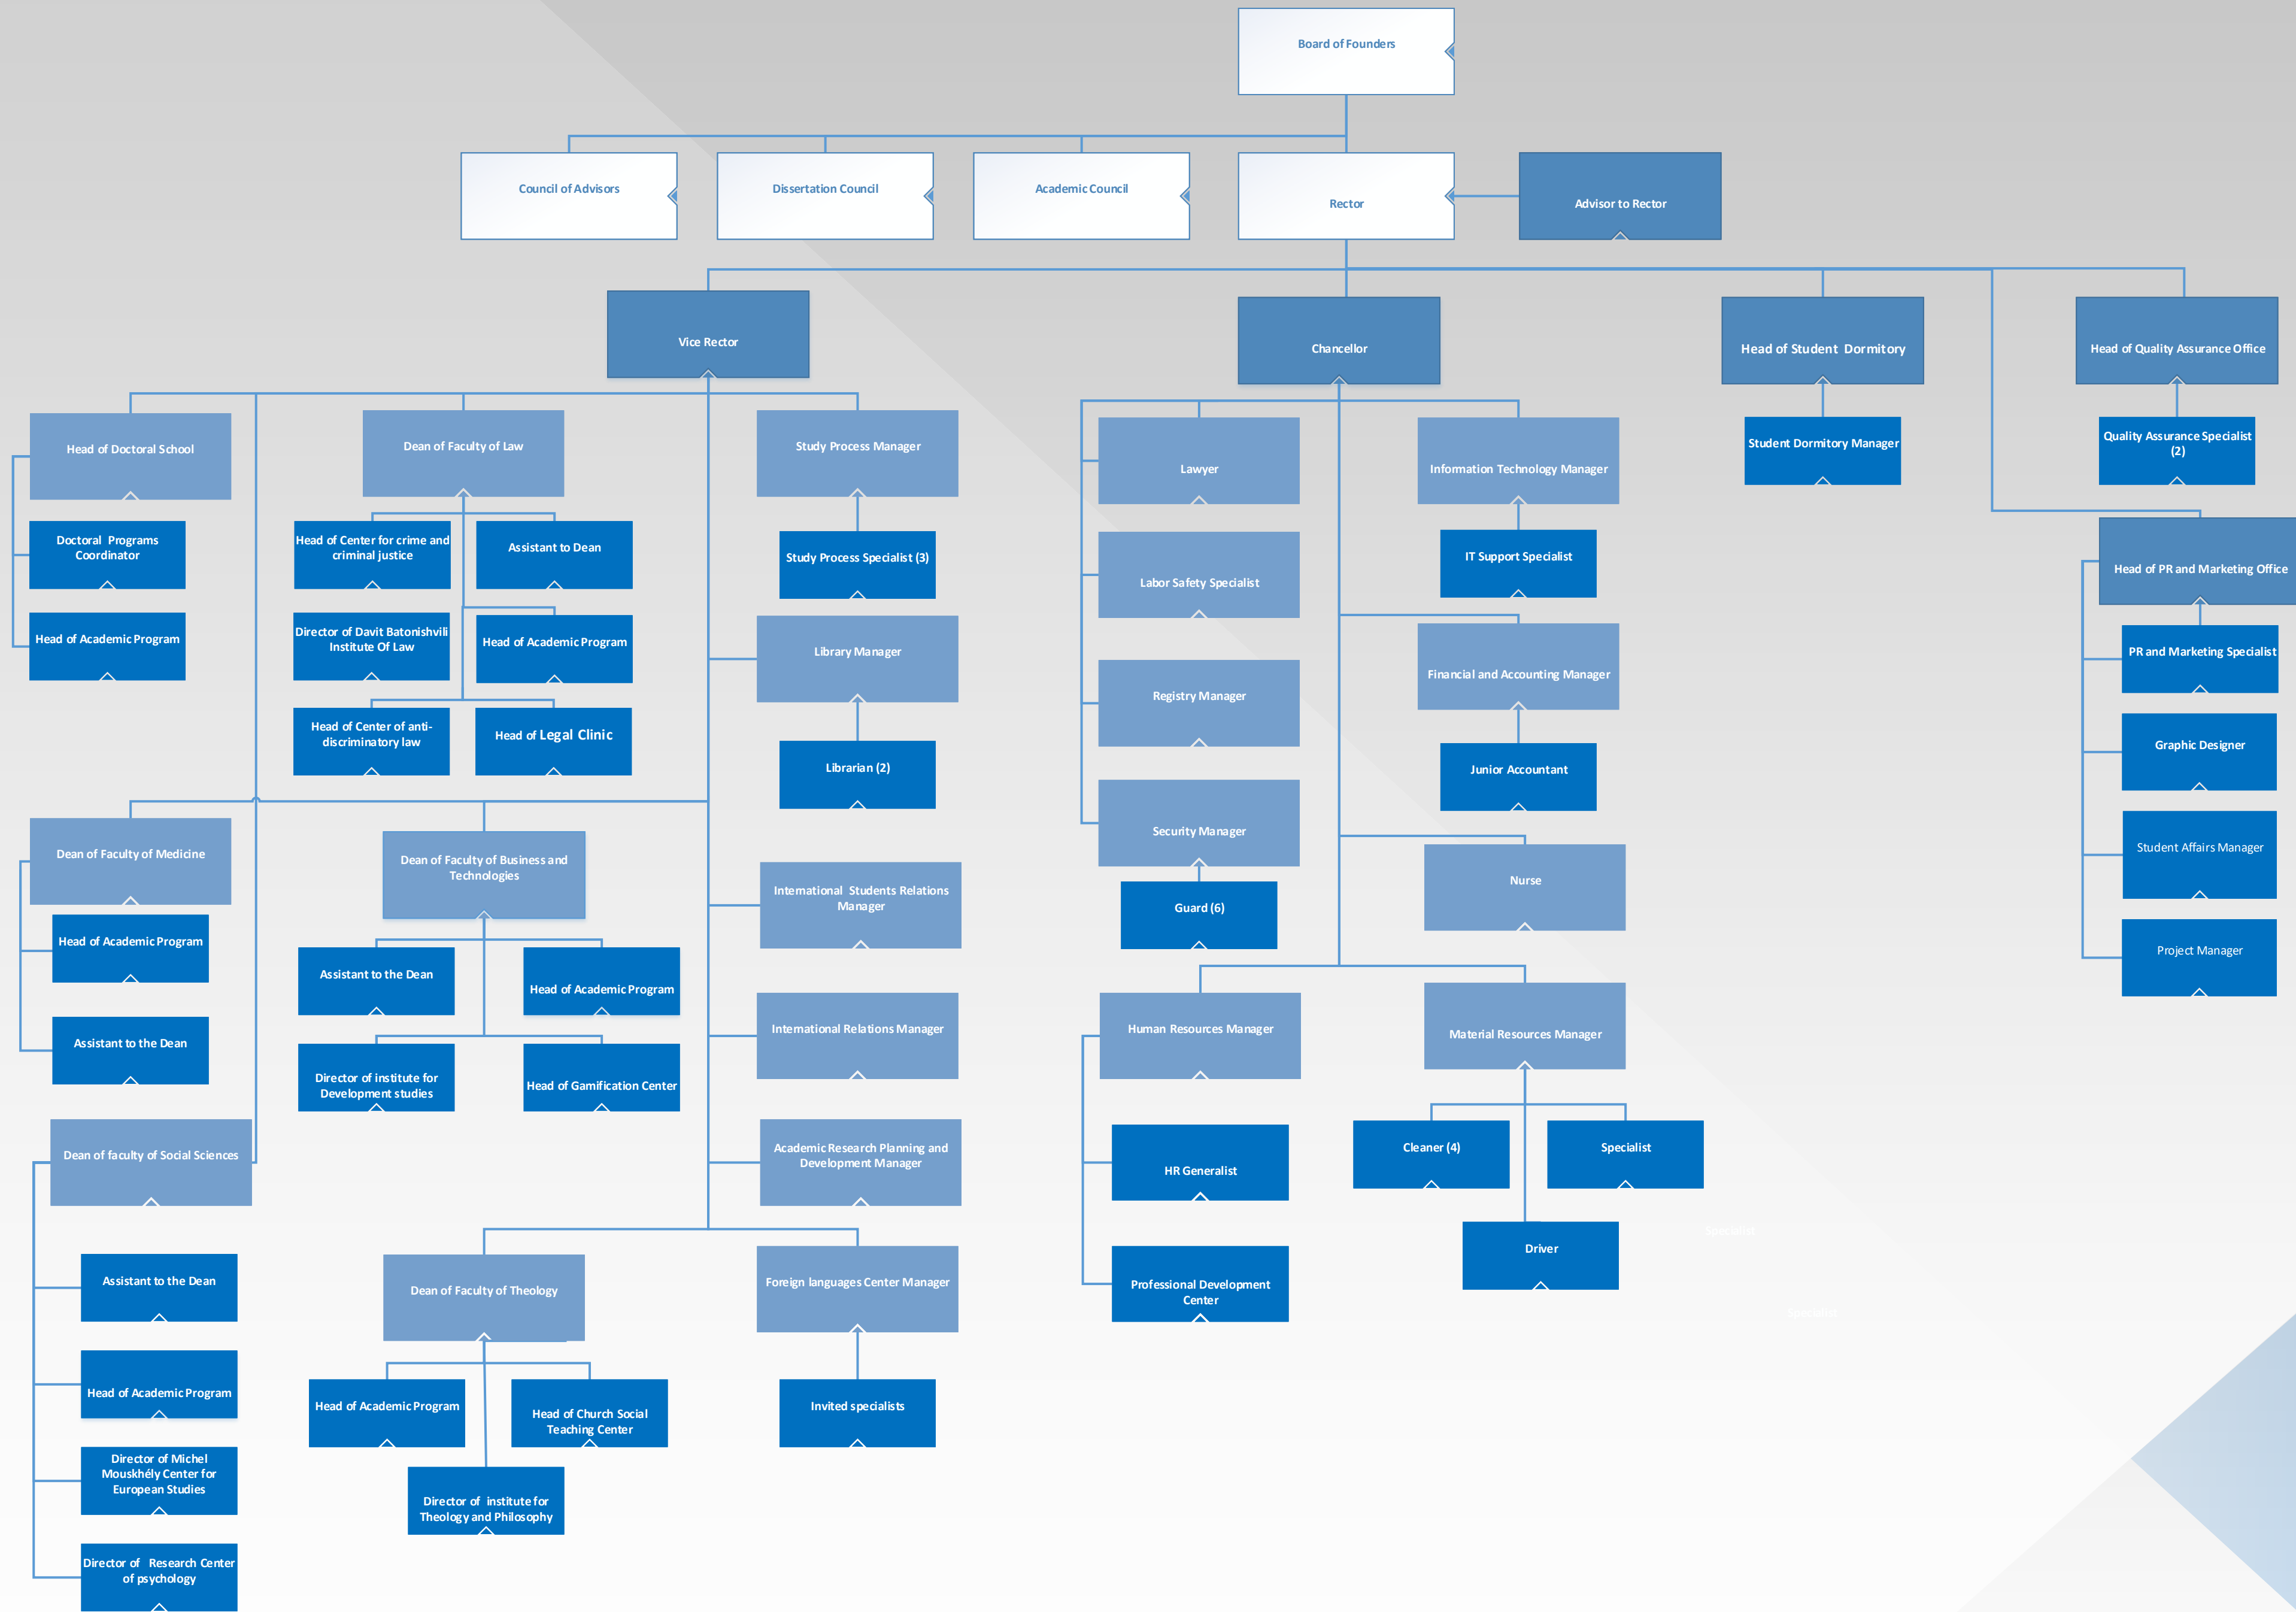 Board of Founders
Council of Advisors
Dissertation Council
Academic Council
Rector
Advisor to Rector
Vice Rector
Chancellor
Head of Student Dormitory
Head of Quality Assurance Office
Head of Doctoral School
Dean of Faculty of Law
Study Process Manager
Lawyer
Information Technology Manager
Student Dormitory Manager
Quality Assurance Specialist
(2)
Doctoral Programs
Coordinator
Head of Center for crime and
criminal justice
Assistant to Dean
Study Process Specialist (3)
Labor Safety Specialist
IT Support Specialist
Head of PR and Marketing Office
Head of Academic Program
Director of Davit Batonishvili
Institute Of Law
Head of Academic Program
Library Manager
Registry Manager
Financial and Accounting Manager
PR and Marketing Specialist
Head of Center of anti-
discriminatory law
Head of Legal Clinic
Librarian (2)
Security Manager
Junior Accountant
Graphic Designer
Dean of Faculty of Medicine
Dean of Faculty of Business and
Technologies
International Students Relations
Manager
Guard (6)
Nurse
Student Affairs Manager
Head of Academic Program
Assistant to the Dean
Head of Academic Program
Project Manager
Assistant to the Dean
Director of institute for
Development studies
Head of Gamification Center
International Relations Manager
Human Resources Manager
Material Resources Manager
Dean of faculty of Social Sciences
Academic Research Planning and
Development Manager
HR Generalist
Cleaner (4)
Specialist
Specialist
Assistant to the Dean
Dean of Faculty of Theology
Foreign languages Center Manager
Professional Development
Center
Driver
Specialist
Head of Academic Program
Head of Academic Program
Head of Church Social
Teaching Center
Invited specialists
Director of Michel
Mouskhély Center for
European Studies
Director of institute for
Theology and Philosophy
Director of Research Center
of psychology